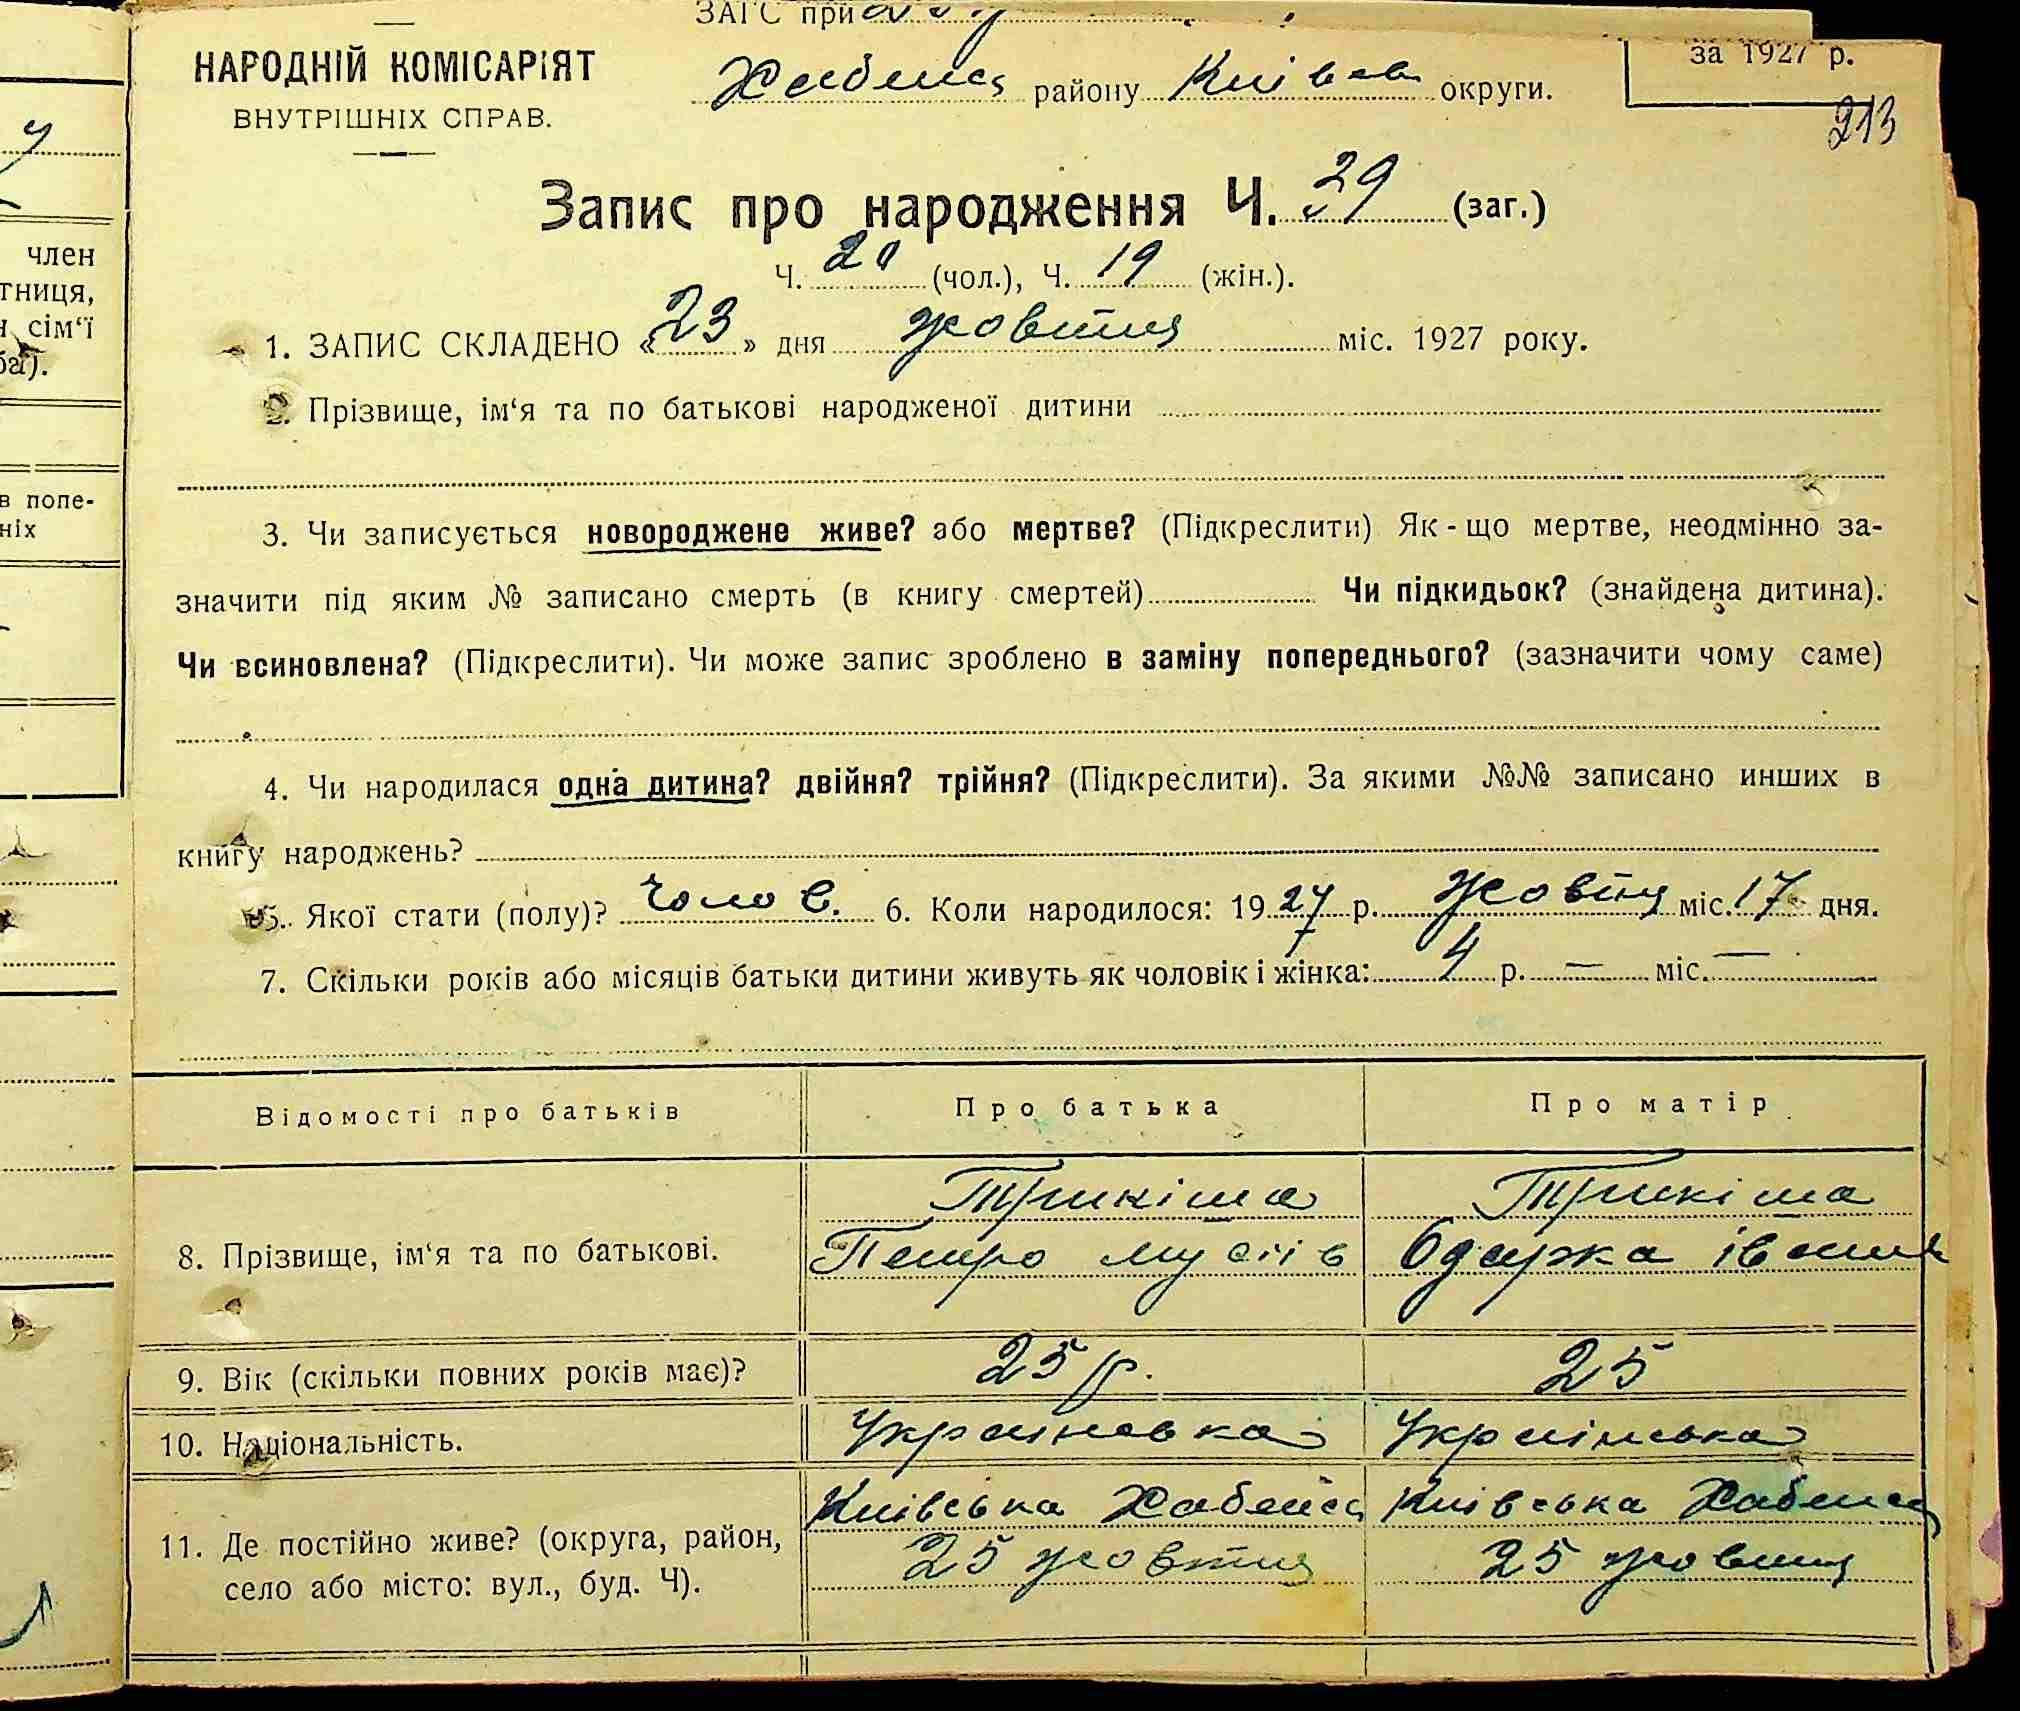 ЗАГС при
за 1927 р.
НАРОДНІЙ КОМІСАРІЯТ
ВНУТРІШНІХ СПРАВ.
району Київськ округи.
213
Запис про народження Ч. 39 (заг.)
Ч. 20 (чол.), Ч. 19 (жін.).
1. ЗАПИС СКЛАДЕНО «23» дня жовтня міс. 1927 року.
2. Прізвище, ім‘я та по батькові народженої дитини
3. Чи записується новороджене живе? або мертве? (Підкреслити) Як-що мертве, неодмінно за-
значити під яким № записано смерть (в книгу смертей) Чи підкидьок? (знайдена дитина).
Чи всиновлена? (Підкреслити). Чи може запис зроблено в заміну попереднього? (зазначити чому саме)
4. Чи народилася одна дитина? двійня? трійня? (Підкреслити). За якими №№ записано инших в
книгу народжень?
5. Якої стати (полу)? Чолов. 6. Коли народилося: 1927 р. жовтня міс. 17 дня.
7. Скільки років або місяців батьки дитини живуть як чоловік і жінка: 4 р. — міс. —
Відомості про батьків Про батька Про матір
8. Прізвище, ім‘я та по батькові.
Трикіша
Петро
Трикіша
Одарка
9. Вік (скільки повних років має)? 25 р. 25
10. Національність. Українська Українська
11. Де постійно живе? (округа, район,
село або місто: вул., буд. Ч).
Київська
25 жовтня
Київська
25 жовтня
член
тниця,
н сім‘ї
ба).
в попе-
ніх